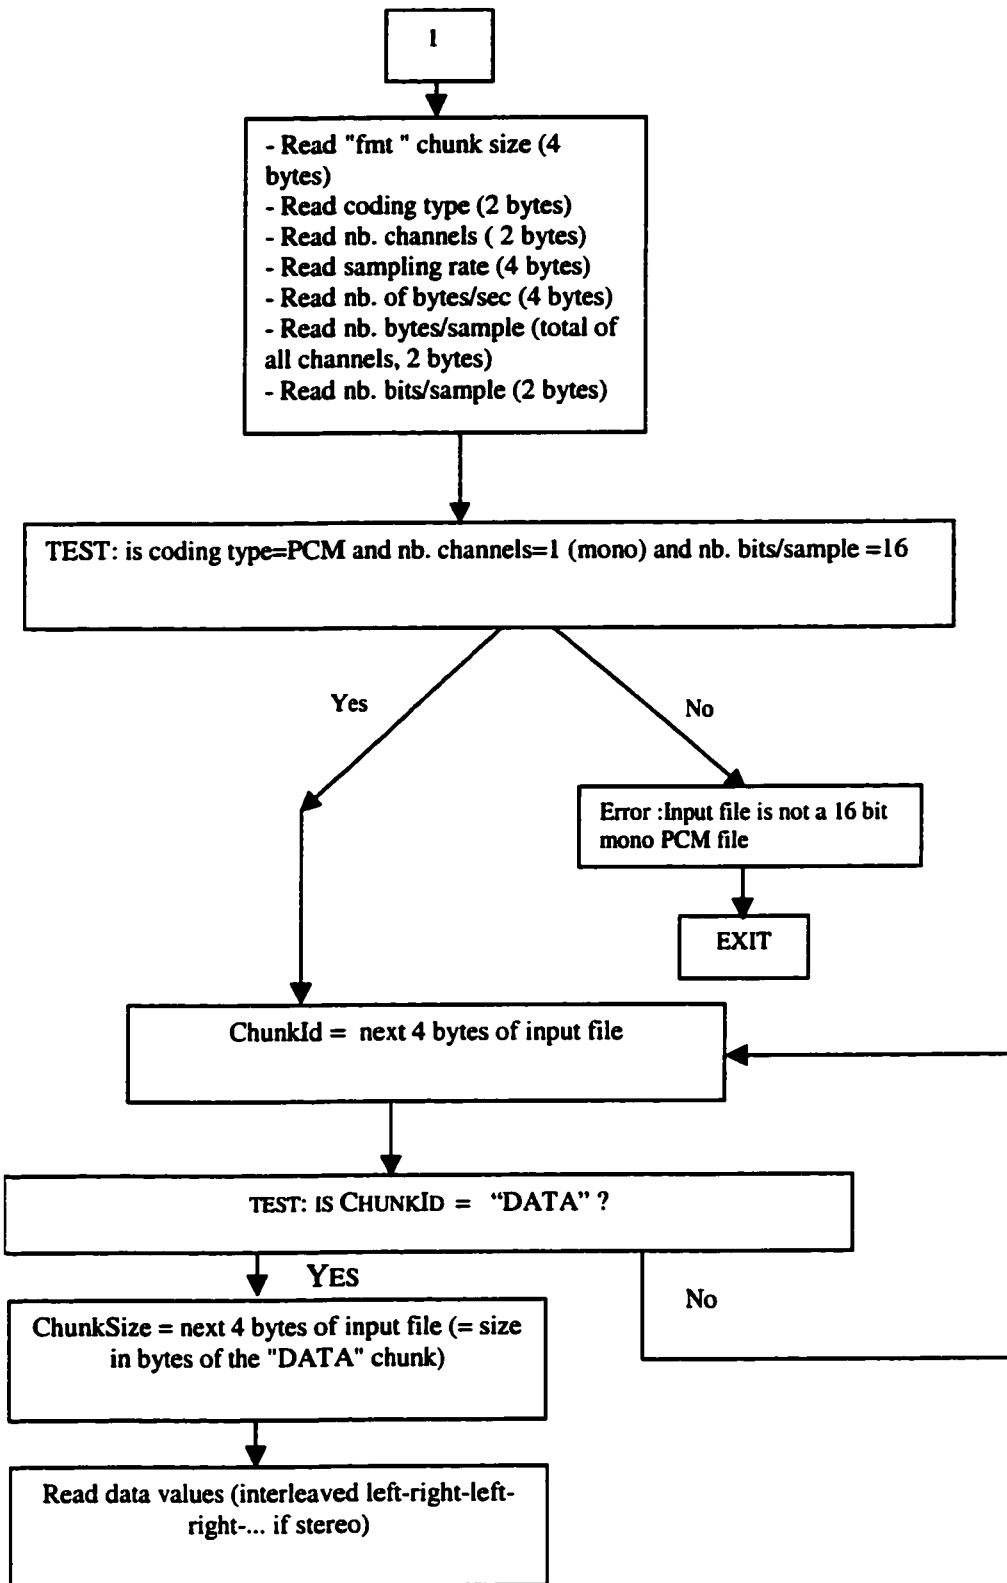 1
- Read "fmt " chunk size (4
bytes)
- Read coding type (2 bytes)
- Read nb. channels ( 2 bytes)
- Read sampling rate (4 bytes)
- Read nb. of bytes/sec (4 bytes)
- Read nb. bytes/sample (total of
all channels, 2 bytes)
- Read nb. bits/sample (2 bytes)
TEST: is coding type=PCM and nb. channels=1 (mono) and nb. bits/sample =16
Yes
No
Error :Input file is not a 16 bit
mono PCM file
EXIT
ChunkId = next 4 bytes of input file
TEST: IS CHUNKID = “DATA” ?
YES
No
ChunkSize = next 4 bytes of input file (= size
in bytes of the "DATA" chunk)
Read data values (interleaved left-right-left-
right-... if stereo)